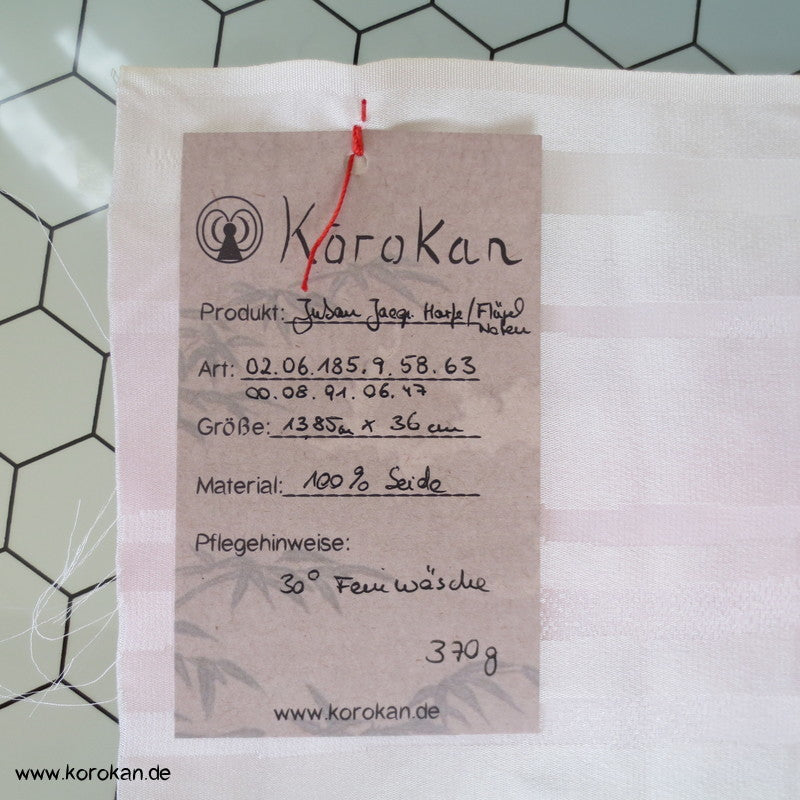 Korokan
Produkt: Juban Jacqu. Harfe/Flügel
Noten
Art: 02.06.185.9.58.63
00.08.91.06.47
Größe: 1385cm x 36 cm
Material: 100% Seide
Pflegehinweise:
30° Feinwäsche
370g
www.korokan.de
www.korokan.de